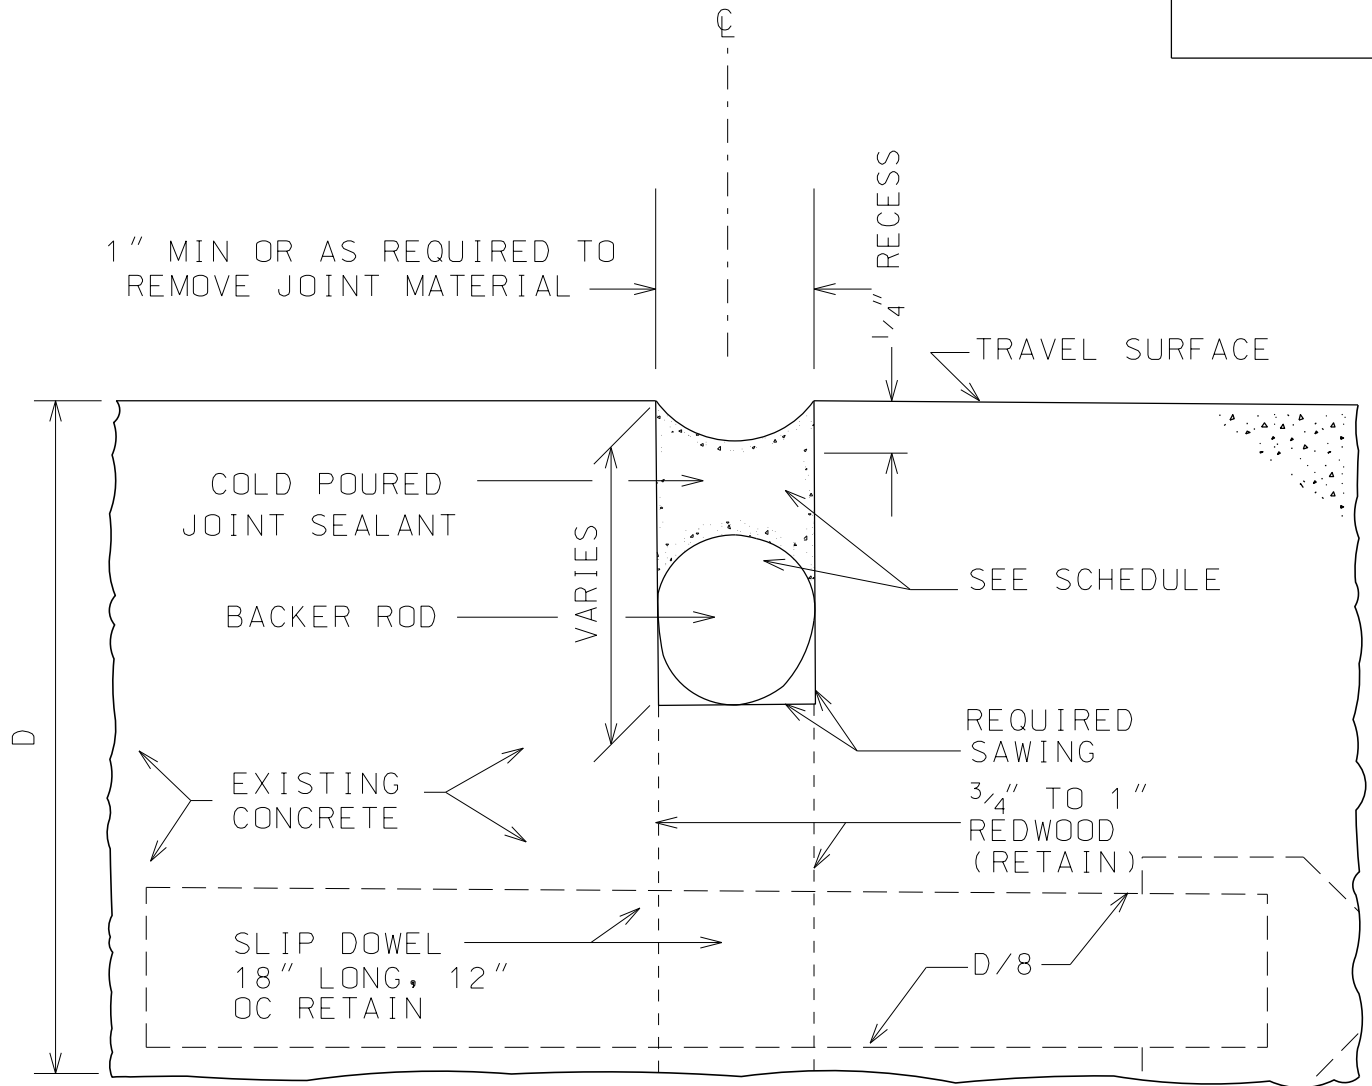 ℄
1" MIN OR AS REQUIRED TO
REMOVE JOINT MATERIAL
1/4" RECESS
TRAVEL SURFACE
COLD POURED
JOINT SEALANT
VARIES
SEE SCHEDULE
BACKER ROD
D
REQUIRED
SAWING
EXISTING
CONCRETE
3/4" TO 1"
REDWOOD
(RETAIN)
SLIP DOWEL
18" LONG, 12"
OC RETAIN
D/8